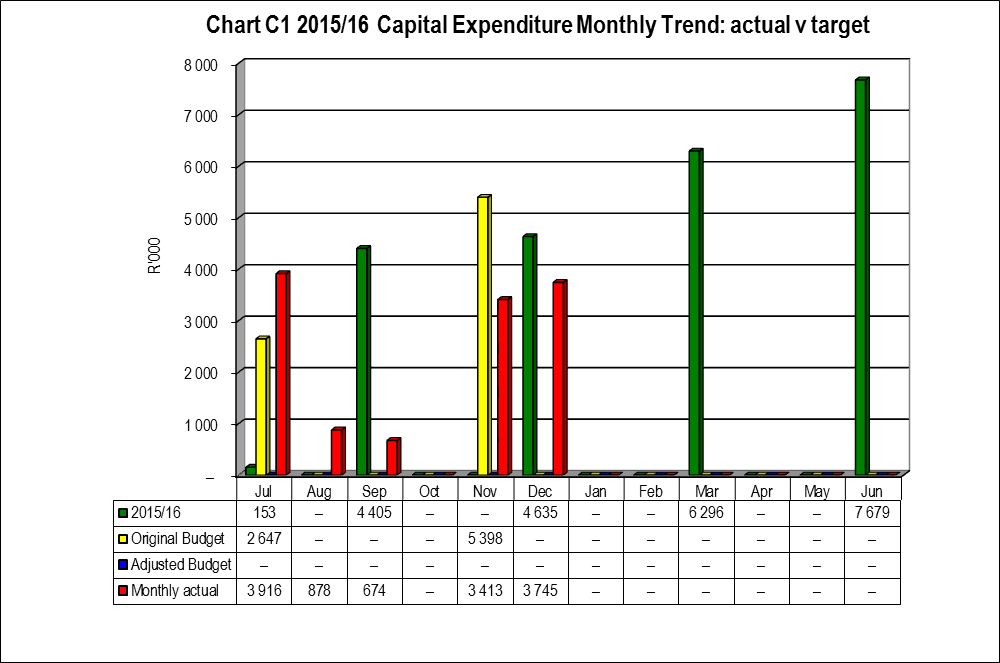 Chart C1 2015/16 Capital Expenditure Monthly Trend: actual v target
8 000
7 000
6 000
5 000
4 000
3 000
2 000
1 000
–
R'000
Jul Aug Sep Oct Nov Dec Jan Feb Mar Apr May Jun
2015/16 153 – 4 405 – – 4 635 – – 6 296 – – 7 679
Original Budget 2 647 – – – 5 398 – – – – – – –
Adjusted Budget – – – – – – – – – – – –
Monthly actual 3 916 878 674 – 3 413 3 745 – – – – – –